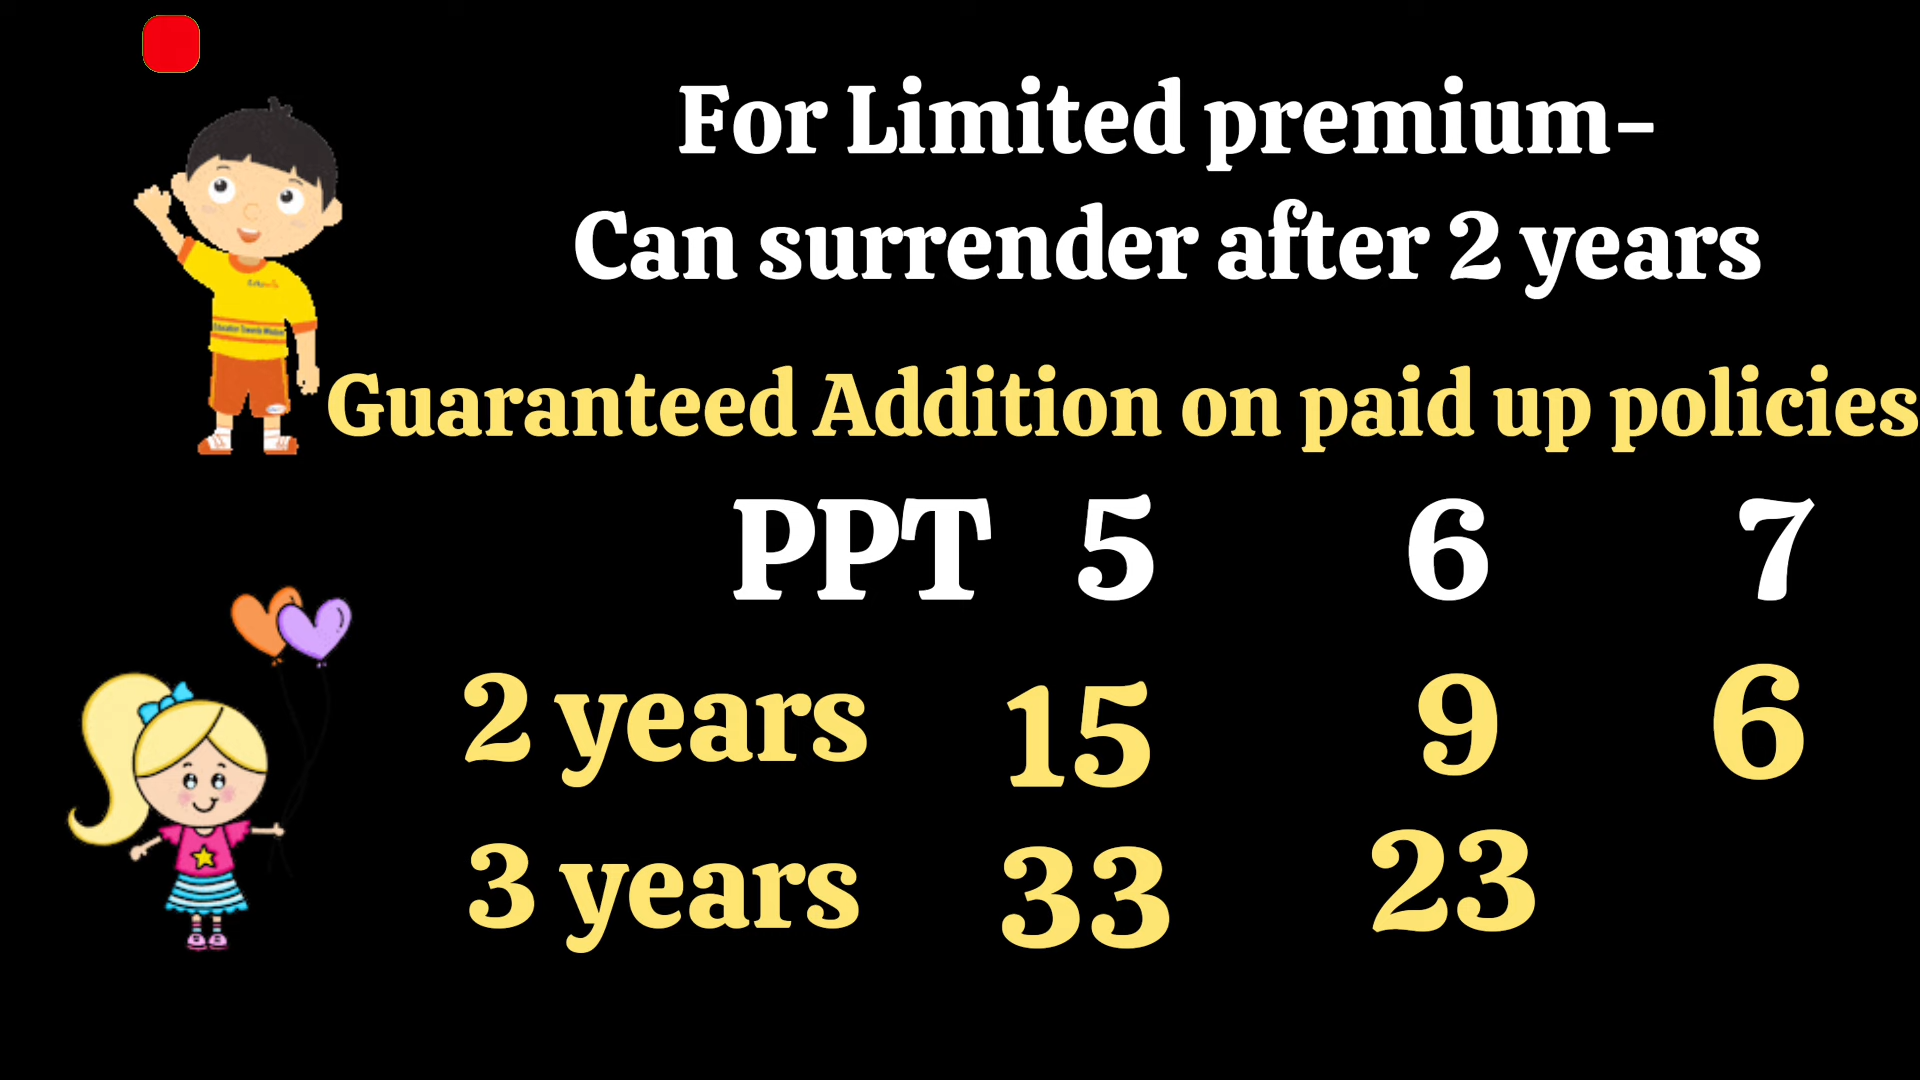 For Limited premium-
Can surrender after 2 years
Guaranteed Addition on paid up policies
PPT 5 6 7
2 years 15 9 6
3 years 33 23